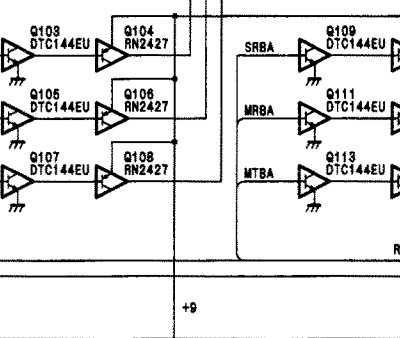 Q103
DTC144EU
Q104
RN2427
Q109
DTC144EU
SRBA
Q105
DTC144EU
Q106
RN2427
Q111
DTC144EU
MRBA
Q107
DTC144EU
Q108
RN2427
Q113
DTC144EU
MTBA
R
+9